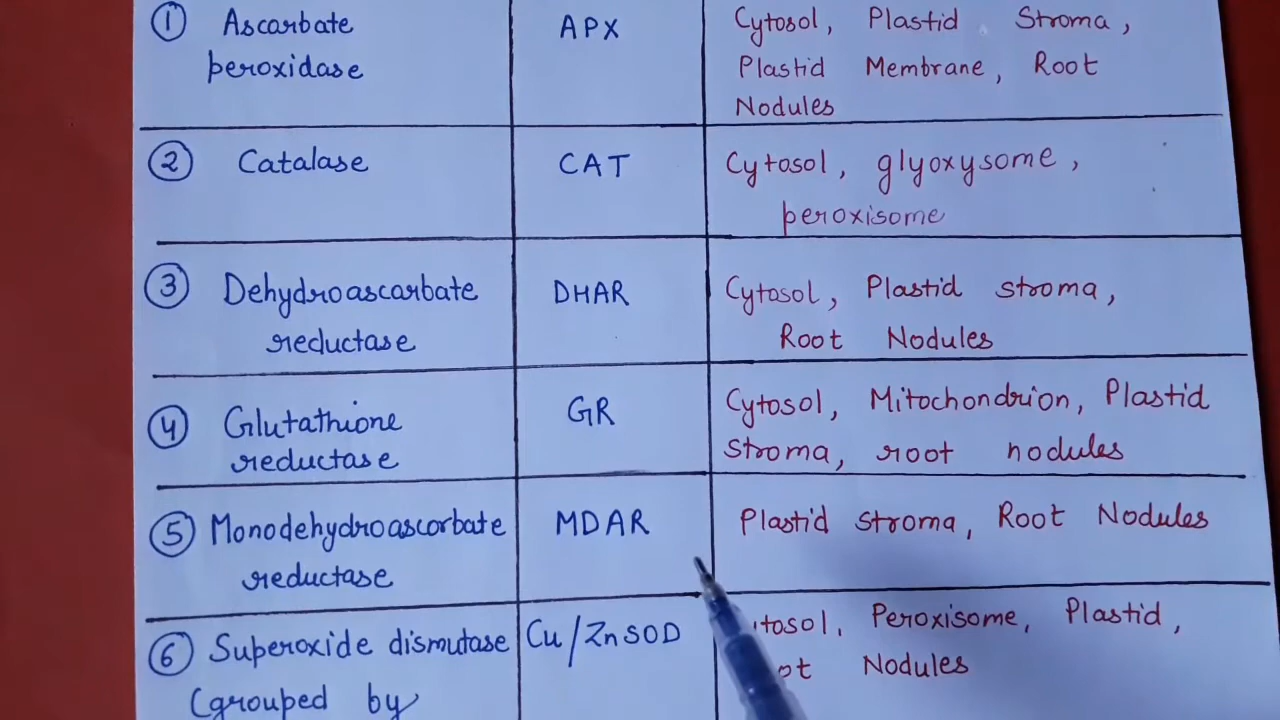 ① Ascarbate peroxidase APX Cytosol, Plastid Stroma,
Plastid Membrane, Root
Nodules
② Catalase CAT Cytosol, glyoxysome,
peroxisome
③ Dehydroascarbate DHAR Cytosol, Plastid stroma,
reductase Root Nodules
④ Glutathione GR Cytosol, Mitochondrion, Plastid
reductase stroma, root nodules
⑤ Monodehydroascorbate MDAR Plastid stroma, Root Nodules
reductase
⑥ Superoxide dismutase Cu/ZnSOD Peroxisome, Plastid,
(grouped by Nodules